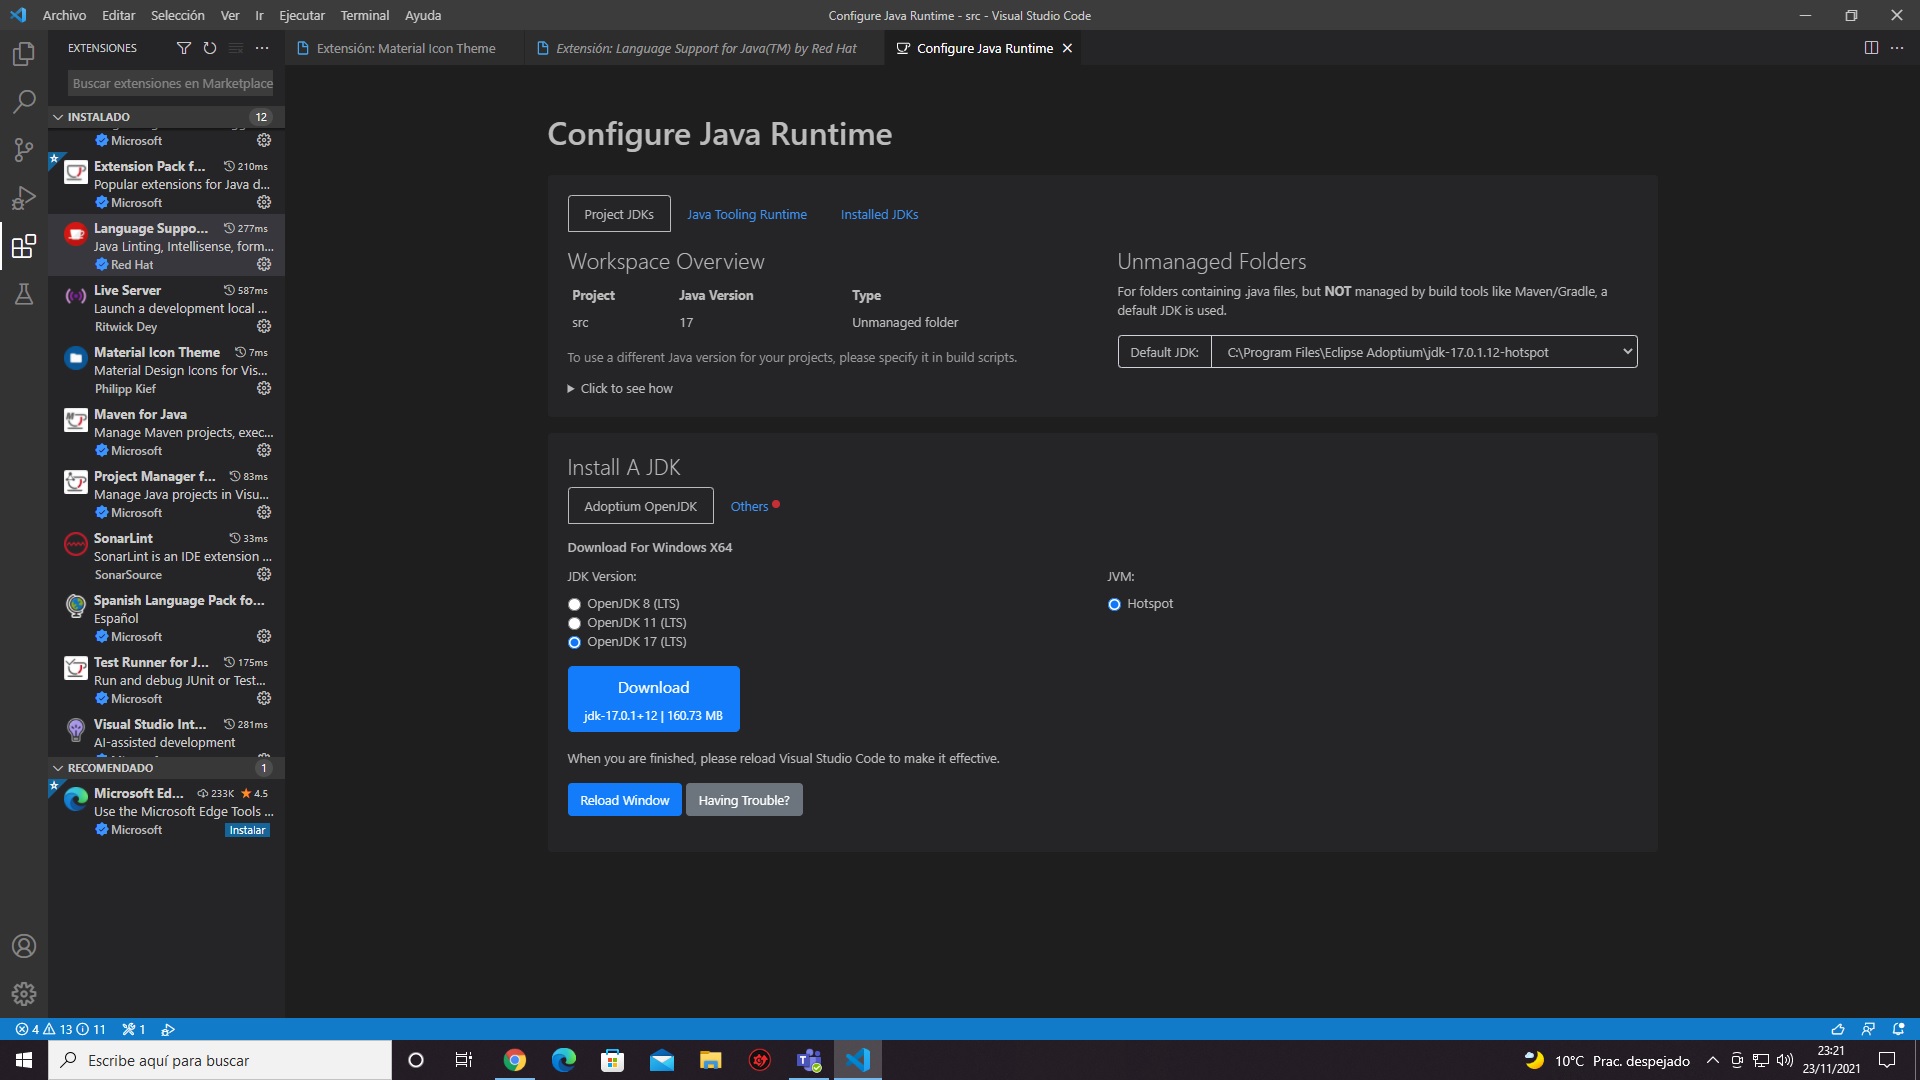 Archivo Editar Selección Ver Ir Ejecutar Terminal Ayuda
Configure Java Runtime - src - Visual Studio Code
EXTENSIONES
Extensión: Material Icon Theme
Extensión: Language Support for Java(TM) by Red Hat
Configure Java Runtime
Buscar extensiones en Marketplace
INSTALADO 12
Microsoft
Extension Pack f... 210ms
Popular extensions for Java d...
Microsoft
Language Suppo... 277ms
Java Linting, Intellisense, form...
Red Hat
Live Server 587ms
Launch a development local ...
Ritwick Dey
Material Icon Theme 7ms
Material Design Icons for Vis...
Philipp Kief
Maven for Java
Manage Maven projects, exec...
Microsoft
Project Manager f... 83ms
Manage Java projects in Visu...
Microsoft
SonarLint 33ms
SonarLint is an IDE extension ...
SonarSource
Spanish Language Pack fo...
Español
Microsoft
Test Runner for J... 175ms
Run and debug JUnit or Test...
Microsoft
Visual Studio Int... 281ms
AI-assisted development
RECOMENDADO 1
Microsoft Ed... 233K 4.5
Use the Microsoft Edge Tools ...
Microsoft Instalar
Configure Java Runtime
Project JDKs Java Tooling Runtime Installed JDKs
Workspace Overview
Project Java Version Type
src 17 Unmanaged folder
To use a different Java version for your projects, please specify it in build scripts.
Click to see how
Unmanaged Folders
For folders containing .java files, but NOT managed by build tools like Maven/Gradle, a
default JDK is used.
Default JDK: C:\Program Files\Eclipse Adoptium\jdk-17.0.1.12-hotspot
Install A JDK
Adoptium OpenJDK Others
Download For Windows X64
JDK Version: JVM:
OpenJDK 8 (LTS) Hotspot
OpenJDK 11 (LTS)
OpenJDK 17 (LTS)
Download
jdk-17.0.1+12 | 160.73 MB
When you are finished, please reload Visual Studio Code to make it effective.
Reload Window Having Trouble?
4 13 11 1
Escribe aquí para buscar
10°C Prac. despejado
23:21
23/11/2021